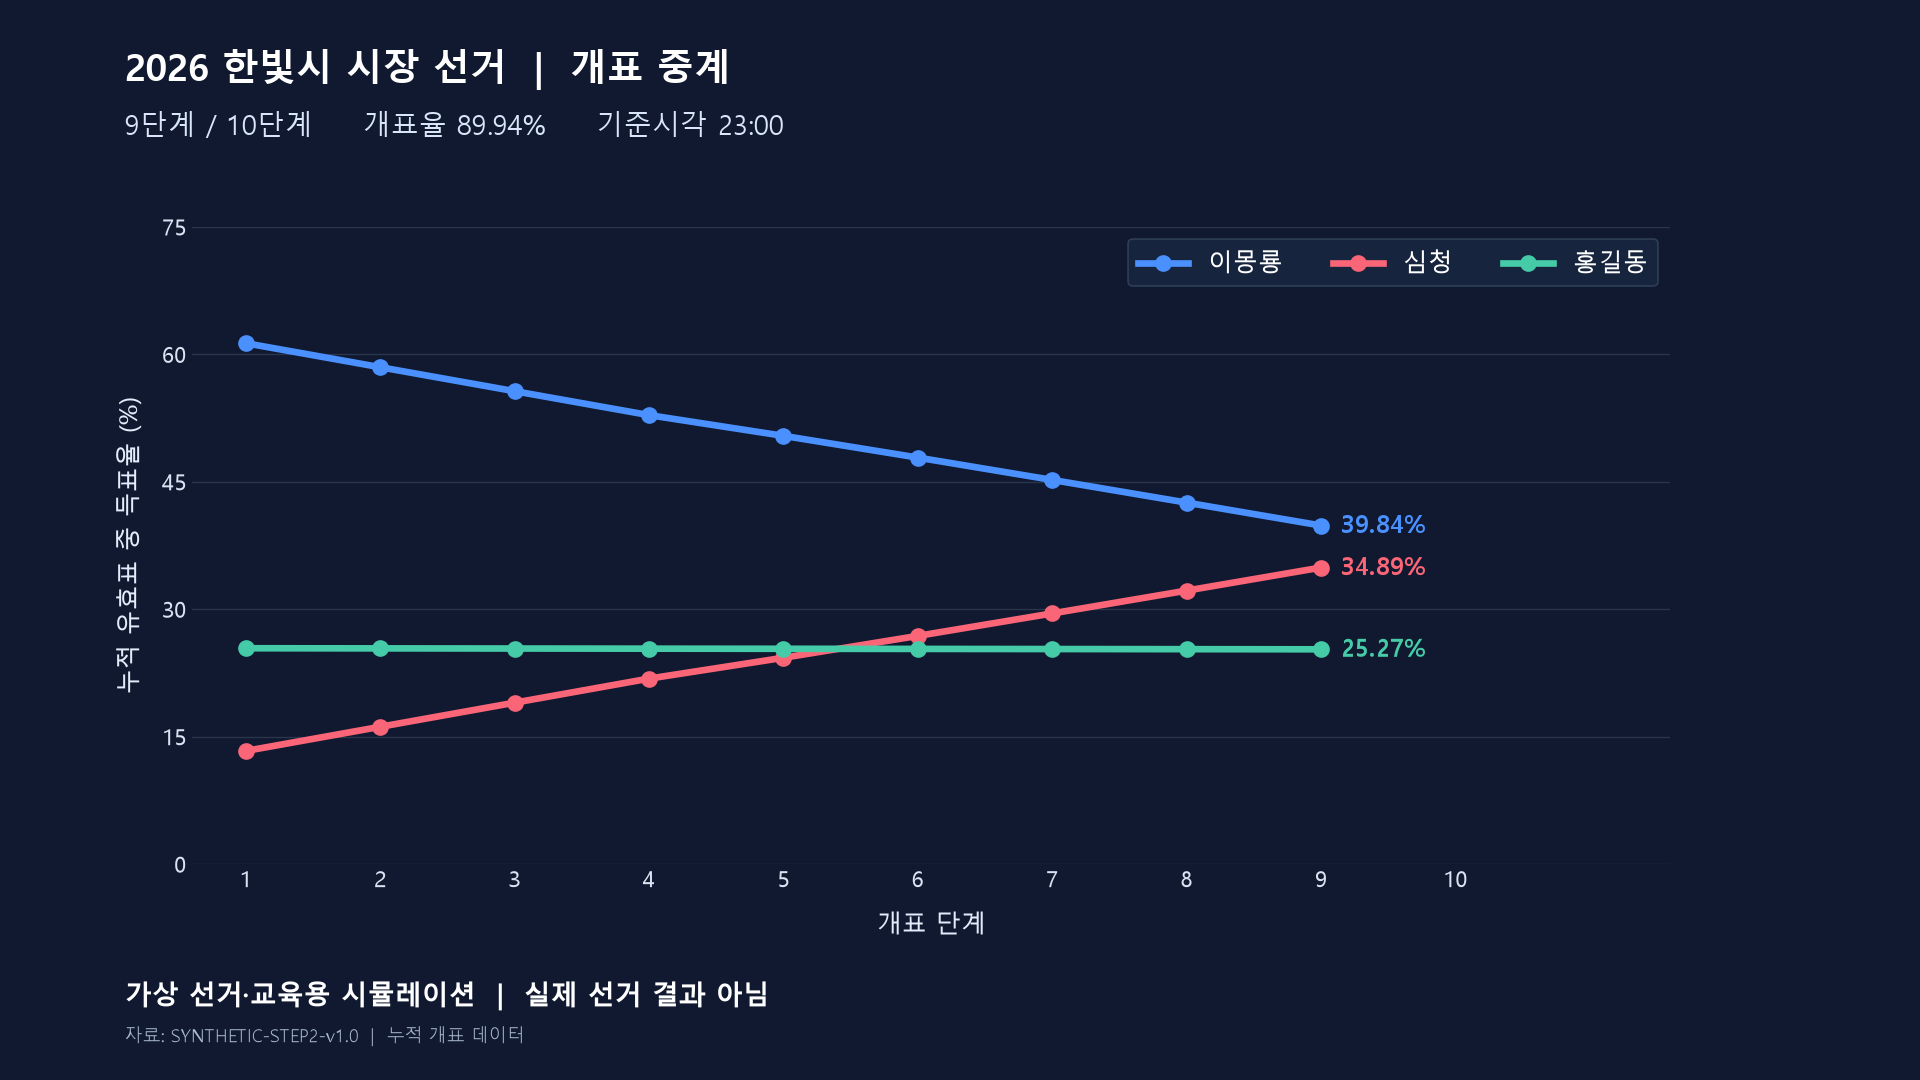 2026 한빛시 시장 선거 | 개표 중계
9단계 / 10단계 개표율 89.94% 기준시각 23:00
75
이몽룡 심청 홍길동
60
45
39.84%
34.89%
30
25.27%
15
0
누적 유효표 중 득표율 (%)
1 2 3 4 5 6 7 8 9 10
개표 단계
가상 선거·교육용 시뮬레이션 | 실제 선거 결과 아님
자료: SYNTHETIC-STEP2-v1.0 | 누적 개표 데이터